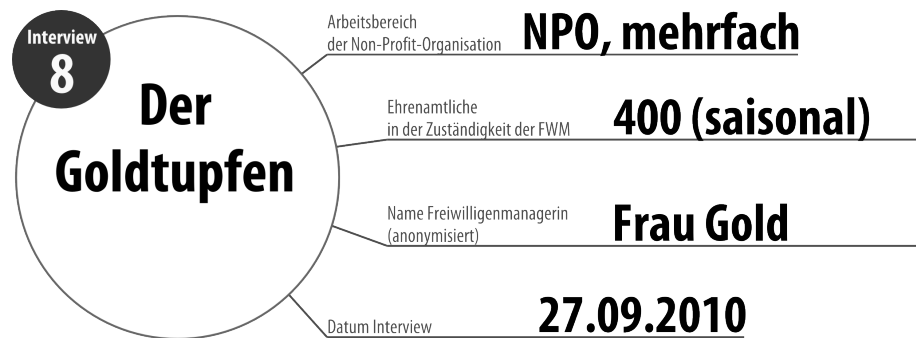 Interview
8
Der
Goldtupfen
Arbeitsbereich
der Non-Profit-Organisation NPO, mehrfach
Ehrenamtliche
in der Zuständigkeit der FWM 400 (saisonal)
Name Freiwilligenmanagerin
(anonymisiert) Frau Gold
Datum Interview 27.09.2010